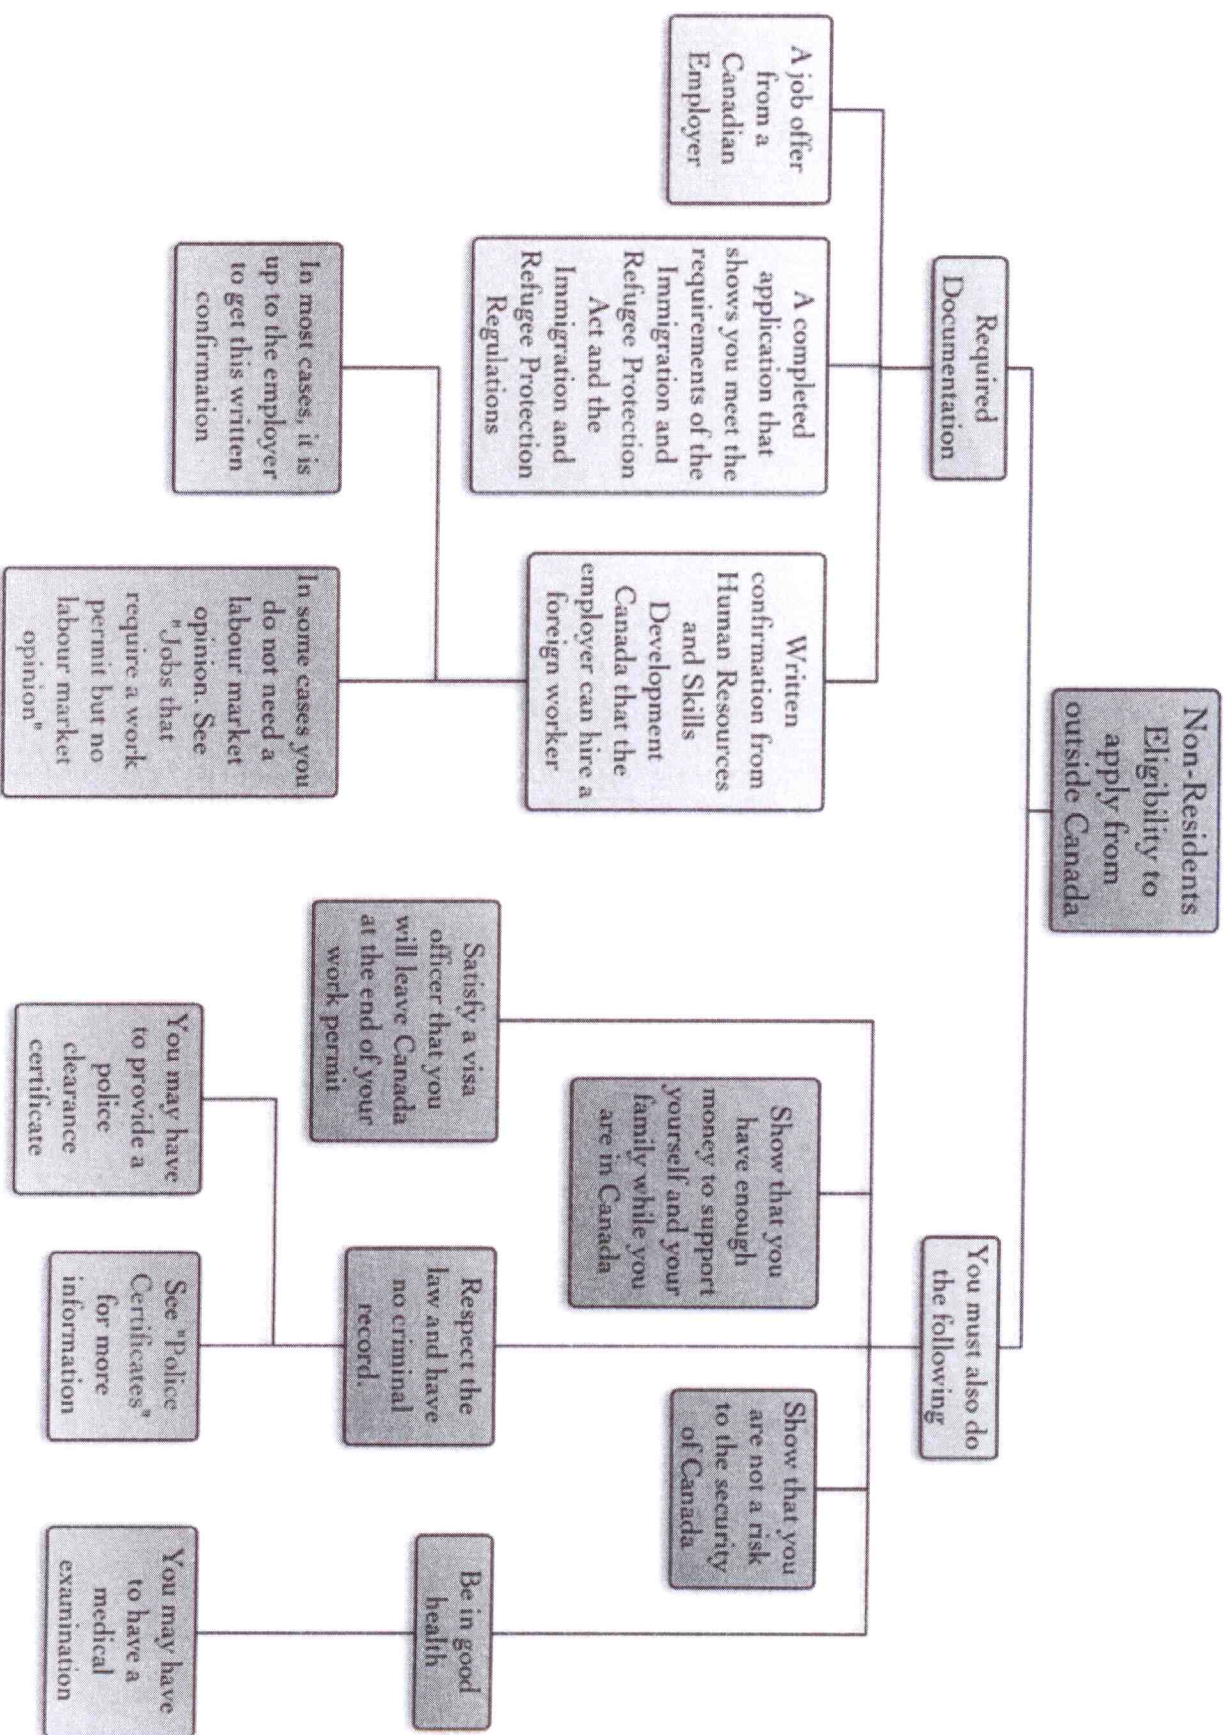 Non-Residents
Eligibility to
apply from
outside Canada
Required
Documentation
A job offer
from a
Canadian
Employer
A completed
application that
shows you meet the
requirements of the
Immigration and
Refugee Protection
Act and the
Immigration and
Refugee Protection
Regulations
Written
confirmation from
Human Resources
and Skills
Development
Canada that the
employer can hire a
foreign worker
In most cases, it is
up to the employer
to get this written
confirmation
In some cases you
do not need a
labour market
opinion. See
"Jobs that
require a work
permit but no
labour market
opinion"
You must also do
the following
Satisfy a visa
officer that you
will leave Canada
at the end of your
work permit
Show that you
have enough
money to support
yourself and your
family while you
are in Canada
Respect the
law and have
no criminal
record.
You may have
to provide a
police
clearance
certificate
See "Police
Certificates"
for more
information
Show that you
are not a risk
to the security
of Canada
Be in good
health
You may have
to have a
medical
examination